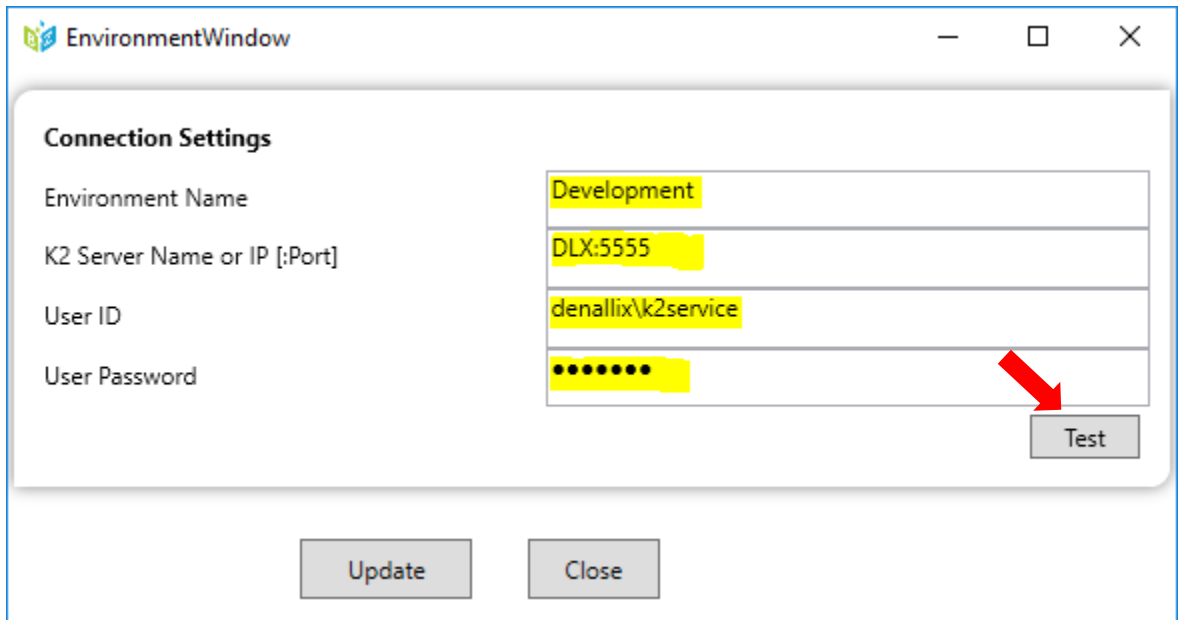 EnvironmentWindow
Connection Settings
Environment Name Development
K2 Server Name or IP [:Port] DLX:5555
User ID denallix\k2service
User Password •••••••
Test
Update Close